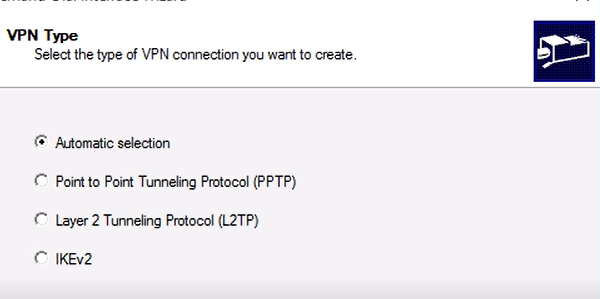 VPN Type
Select the type of VPN connection you want to create.
Automatic selection
Point to Point Tunneling Protocol (PPTP)
Layer 2 Tunneling Protocol (L2TP)
IKEv2